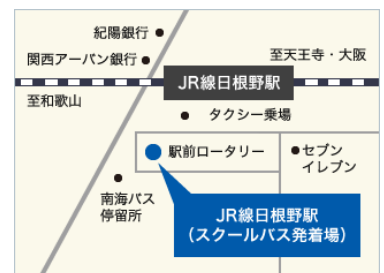 紀陽銀行
関西アーバン銀行
至天王寺・大阪
JR線日根野駅
至和歌山
タクシー乗場
駅前ロータリー
セブン
イレブン
南海バス
停留所
JR線日根野駅
（スクールバス発着場）